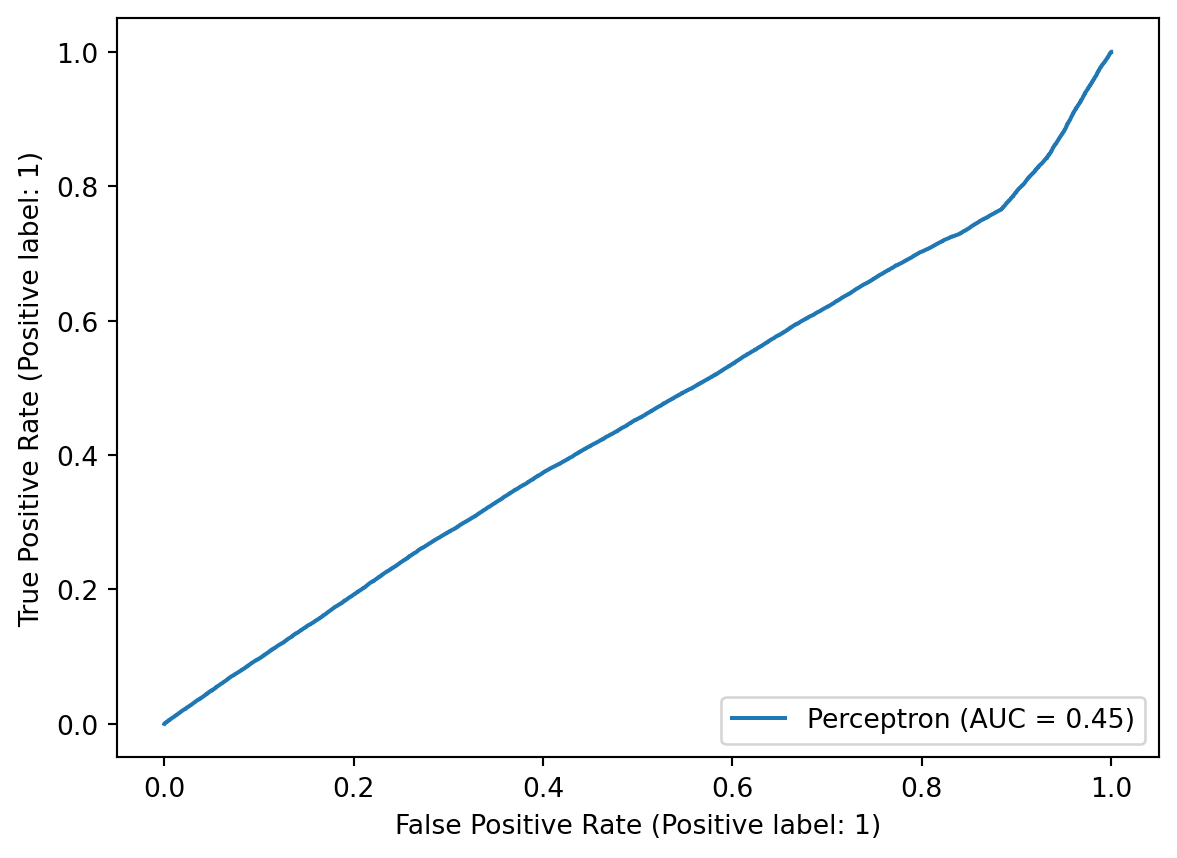 1.0
0.8
0.6
0.4
0.2
0.0
True Positive Rate (Positive label: 1)
Perceptron (AUC = 0.45)
0.0 0.2 0.4 0.6 0.8 1.0
False Positive Rate (Positive label: 1)